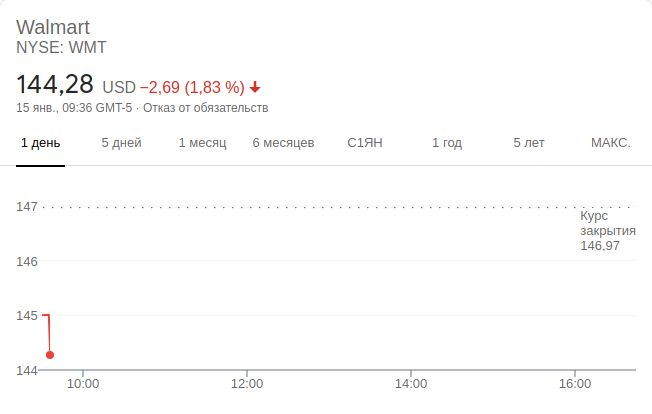 Walmart
NYSE: WMT
144,28 USD −2,69 (1,83 %)
15 янв., 09:36 GMT-5 · Отказ от обязательств
1 день 5 дней 1 месяц 6 месяцев С1ЯН 1 год 5 лет МАКС.
147
Курс
закрытия
146,97
146
145
144
10:00 12:00 14:00 16:00